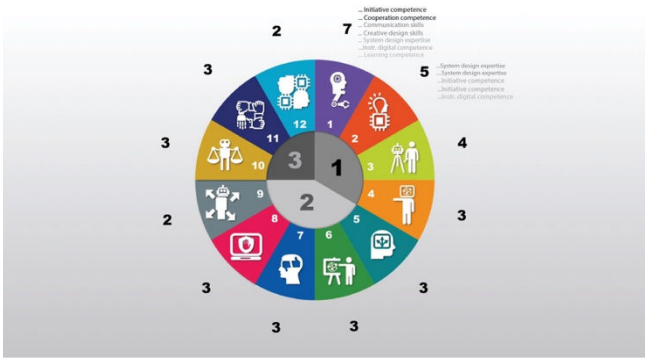 ... Initiative competence
... Cooperation competence
... Communication skills
... Creative design skills
... System design expertise
...Instr. digital competence
... Learning competence
7
2
5
...System design expertise
...System design expertise
...Initiative competence
...Initiative competence
...Instr. digital competence
3
4
3
3
2
3
3
3
3
3
12
1
11
2
10
3
9
4
8
5
7
6
3
1
2